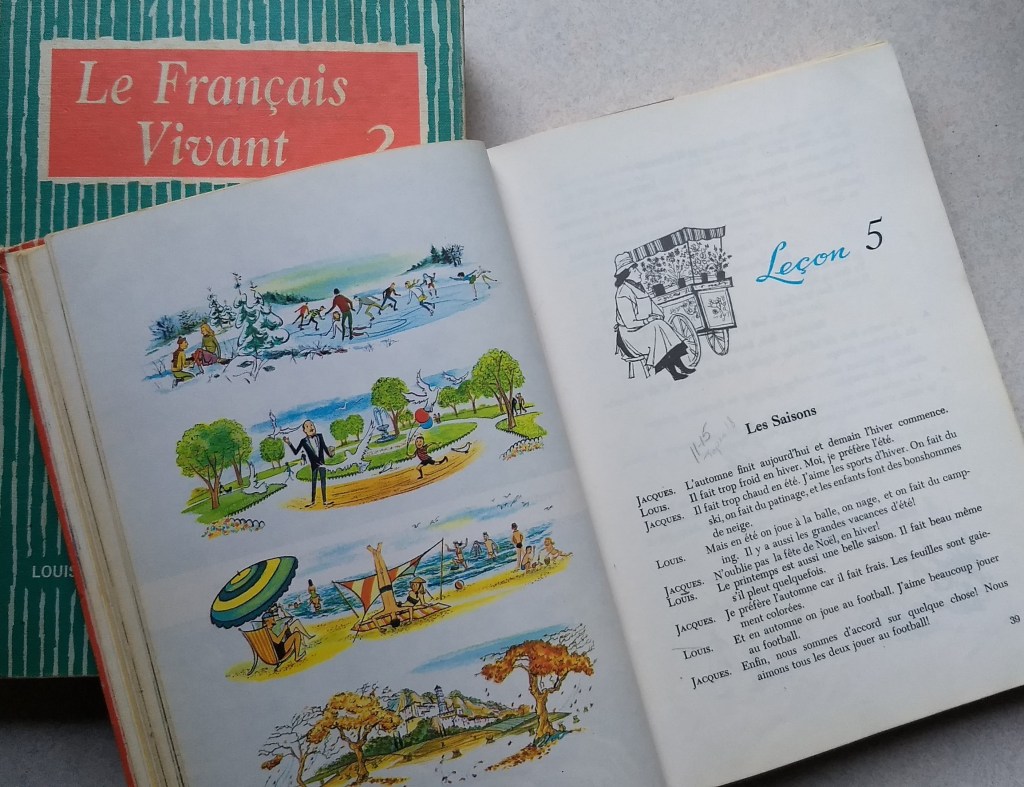 Le Français
Vivant 2
LOUIS
Leçon 5
Les Saisons
JACQUES. L'automne finit aujourd'hui et demain l'hiver commence.
LOUIS. Il fait trop froid en hiver. Moi, je préfère l'été.
JACQUES. Il fait trop chaud en été. J'aime les sports d'hiver. On fait du
ski, on fait du patinage, et les enfants font des bonshommes
de neige.
LOUIS. Mais en été on joue à la balle, on nage, et on fait du camp-
ing. Il y a aussi les grandes vacances d'été!
JACQUES. N'oublie pas la fête de Noël, en hiver!
LOUIS. Le printemps est aussi une belle saison. Il fait beau même
s'il pleut quelquefois.
JACQUES. Je préfère l'automne car il fait frais. Les feuilles sont gaie-
ment colorées.
LOUIS. Et en automne on joue au football. J'aime beaucoup jouer
au football.
JACQUES. Enfin, nous sommes d'accord sur quelque chose! Nous
aimons tous les deux jouer au football!
39